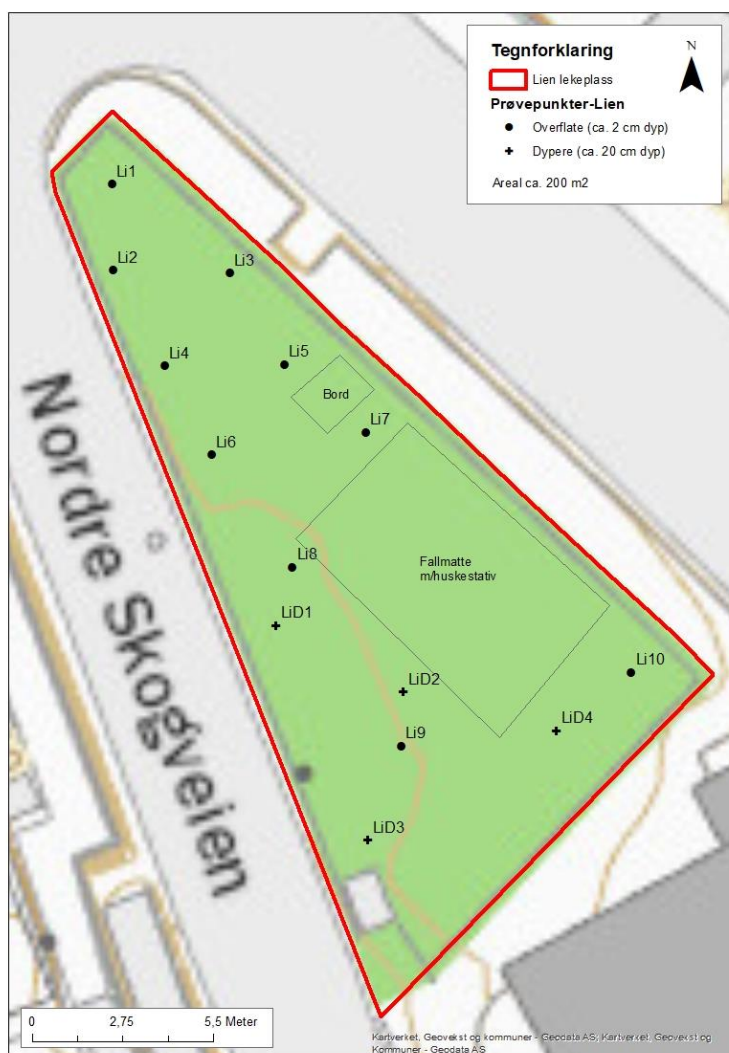 Tegnforklaring
N
Lien lekeplass
Prøvepunkter-Lien
Overflate (ca. 2 cm dyp)
Dypere (ca. 20 cm dyp)
Areal ca. 200 m2
Li1
Li2
Li3
Li4
Li5
Bord
Li7
Li6
Nordre Skogveien
Fallmatte
m/huskestativ
Li8
LiD1
Li10
LiD2
LiD4
Li9
LiD3
0 2,75 5,5 Meter
Kartverket, Geovekst og kommuner - Geodata AS; Kartverket, Geovekst og
Kommuner - Geodata AS